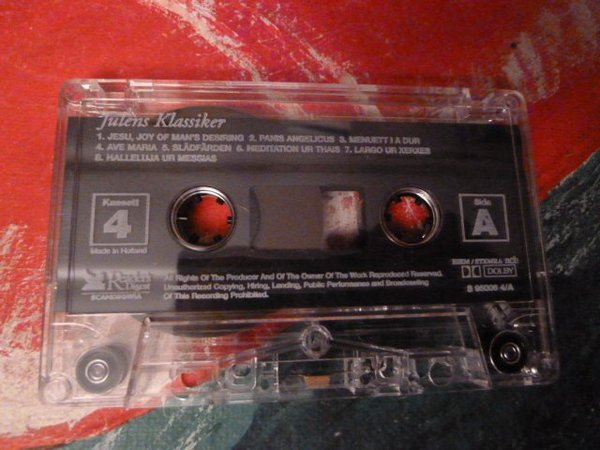 Julens Klassiker
1. JESU, JOY OF MAN'S DESIRING 2. PANIS ANGELICUS 3. MENUETT I A DUR
4. AVE MARIA 5. SLÄDFÄRDEN 6. MEDITATION UR THAIS 7. LARGO UR XERXES
8. HALLELUJA UR MESSIAS
Kassett
4
Made in Holland
Side
A
Reader's
Digest
SCANDINAVIA
All Rights Of The Producer And Of The Owner Of The Work Reproduced Reserved.
Unauthorized Copying, Hiring, Lending, Public Performance and Broadcasting
Of This Recording Prohibited.
DOLBY